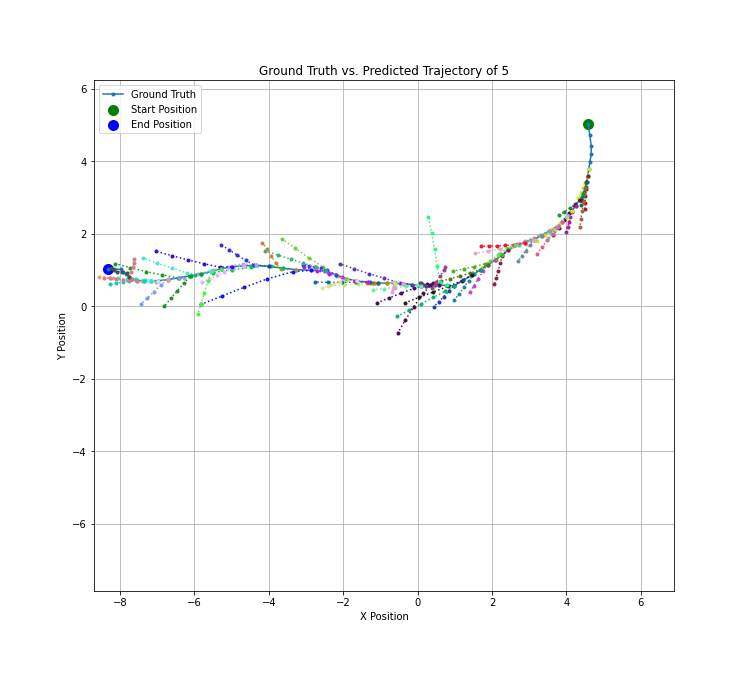 Ground Truth vs. Predicted Trajectory of 5
Ground Truth
Start Position
End Position
6
4
2
0
−2
−4
−6
Y Position
−8 −6 −4 −2 0 2 4 6
X Position